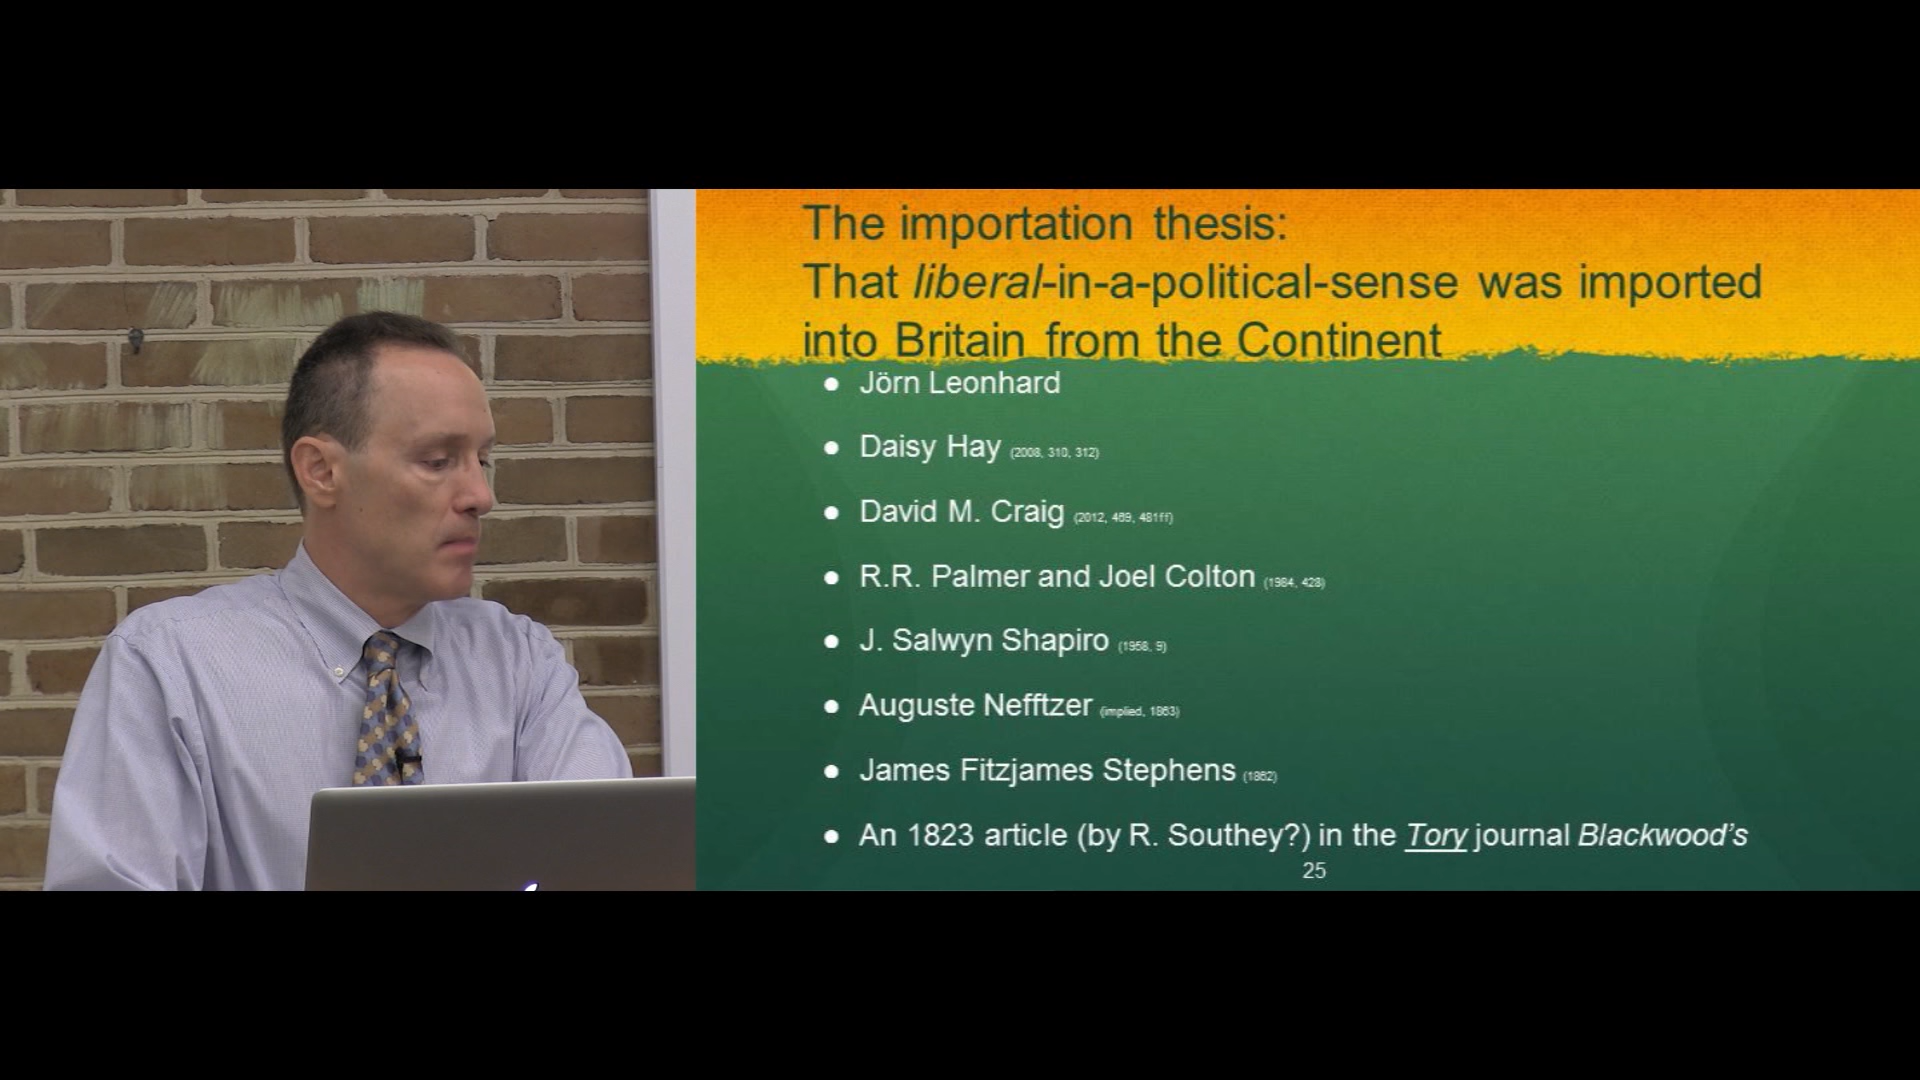 The importation thesis:
That liberal-in-a-political-sense was imported
into Britain from the Continent
● Jörn Leonhard
● Daisy Hay (2008, 310, 312)
● David M. Craig (2012, 469, 481ff)
● R.R. Palmer and Joel Colton (1984, 428)
● J. Salwyn Shapiro (1958, 9)
● Auguste Nefftzer (implied, 1863)
● James Fitzjames Stephens (1862)
● An 1823 article (by R. Southey?) in the Tory journal Blackwood's
25